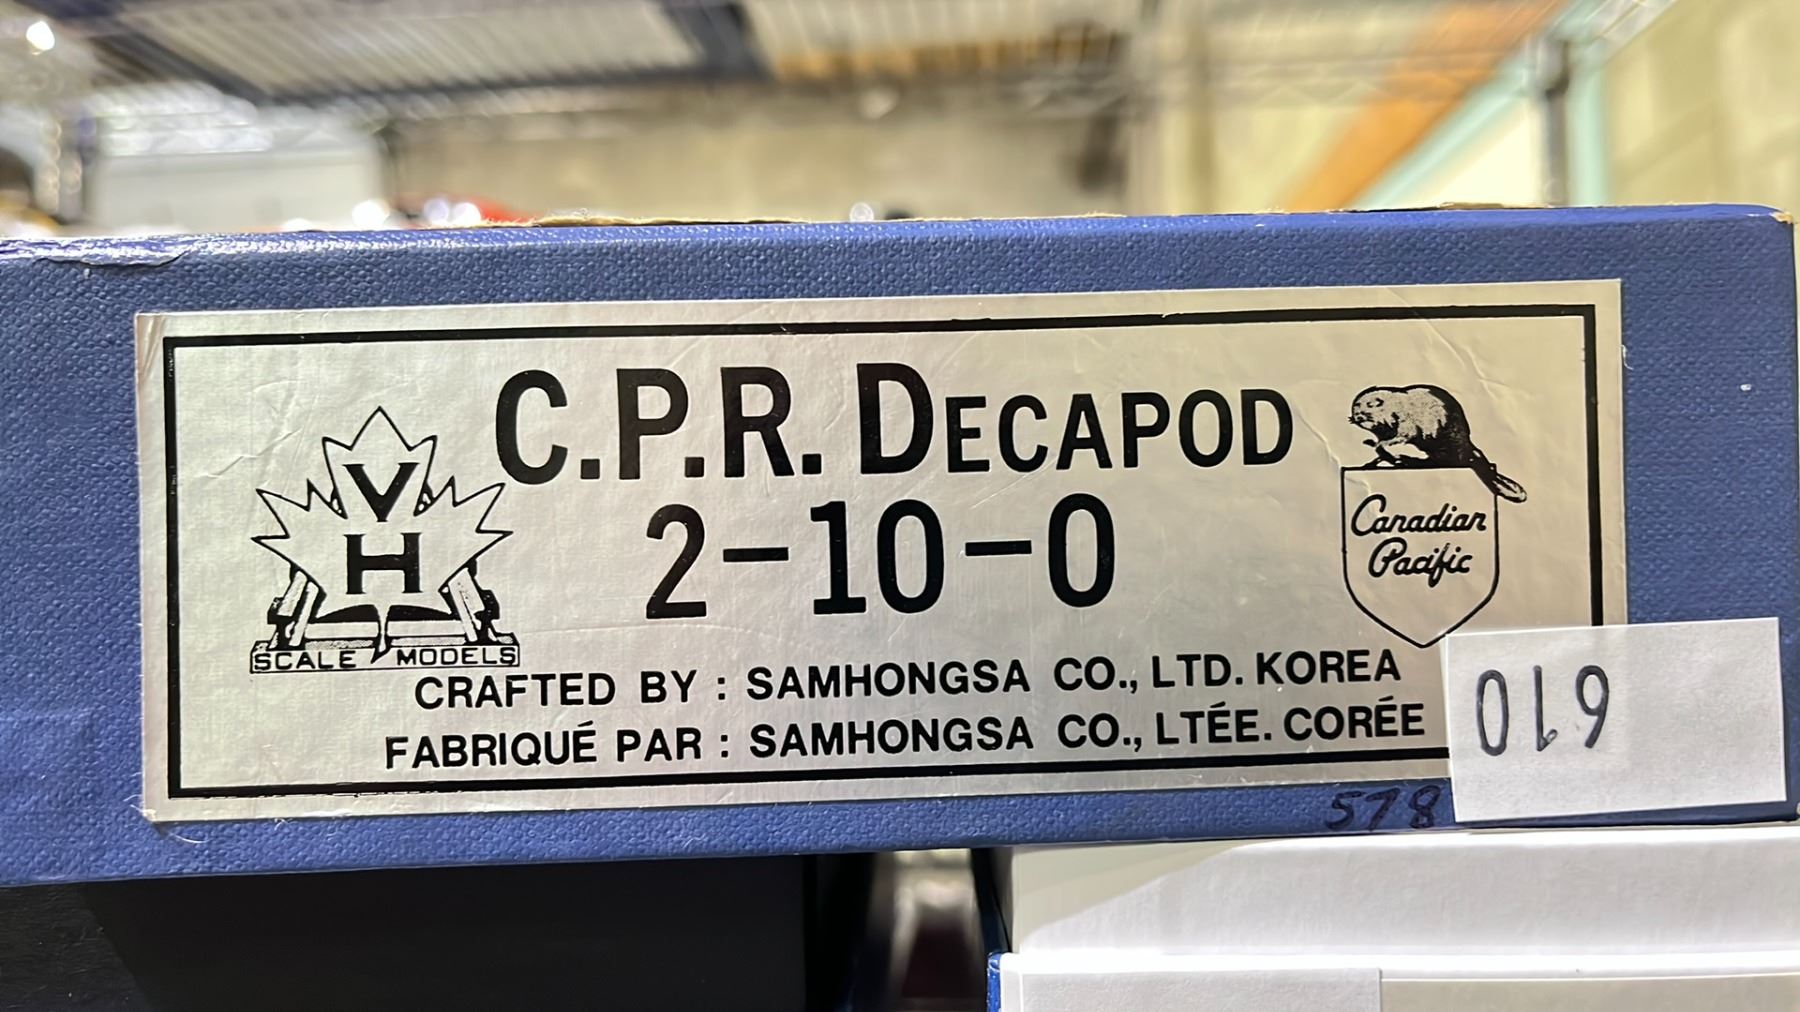 C.P.R. DECAPOD
2-10-0
V
H
SCALE MODELS
Canadian
Pacific
CRAFTED BY : SAMHONGSA CO., LTD. KOREA
FABRIQUÉ PAR : SAMHONGSA CO., LTÉE. CORÉE
019
578